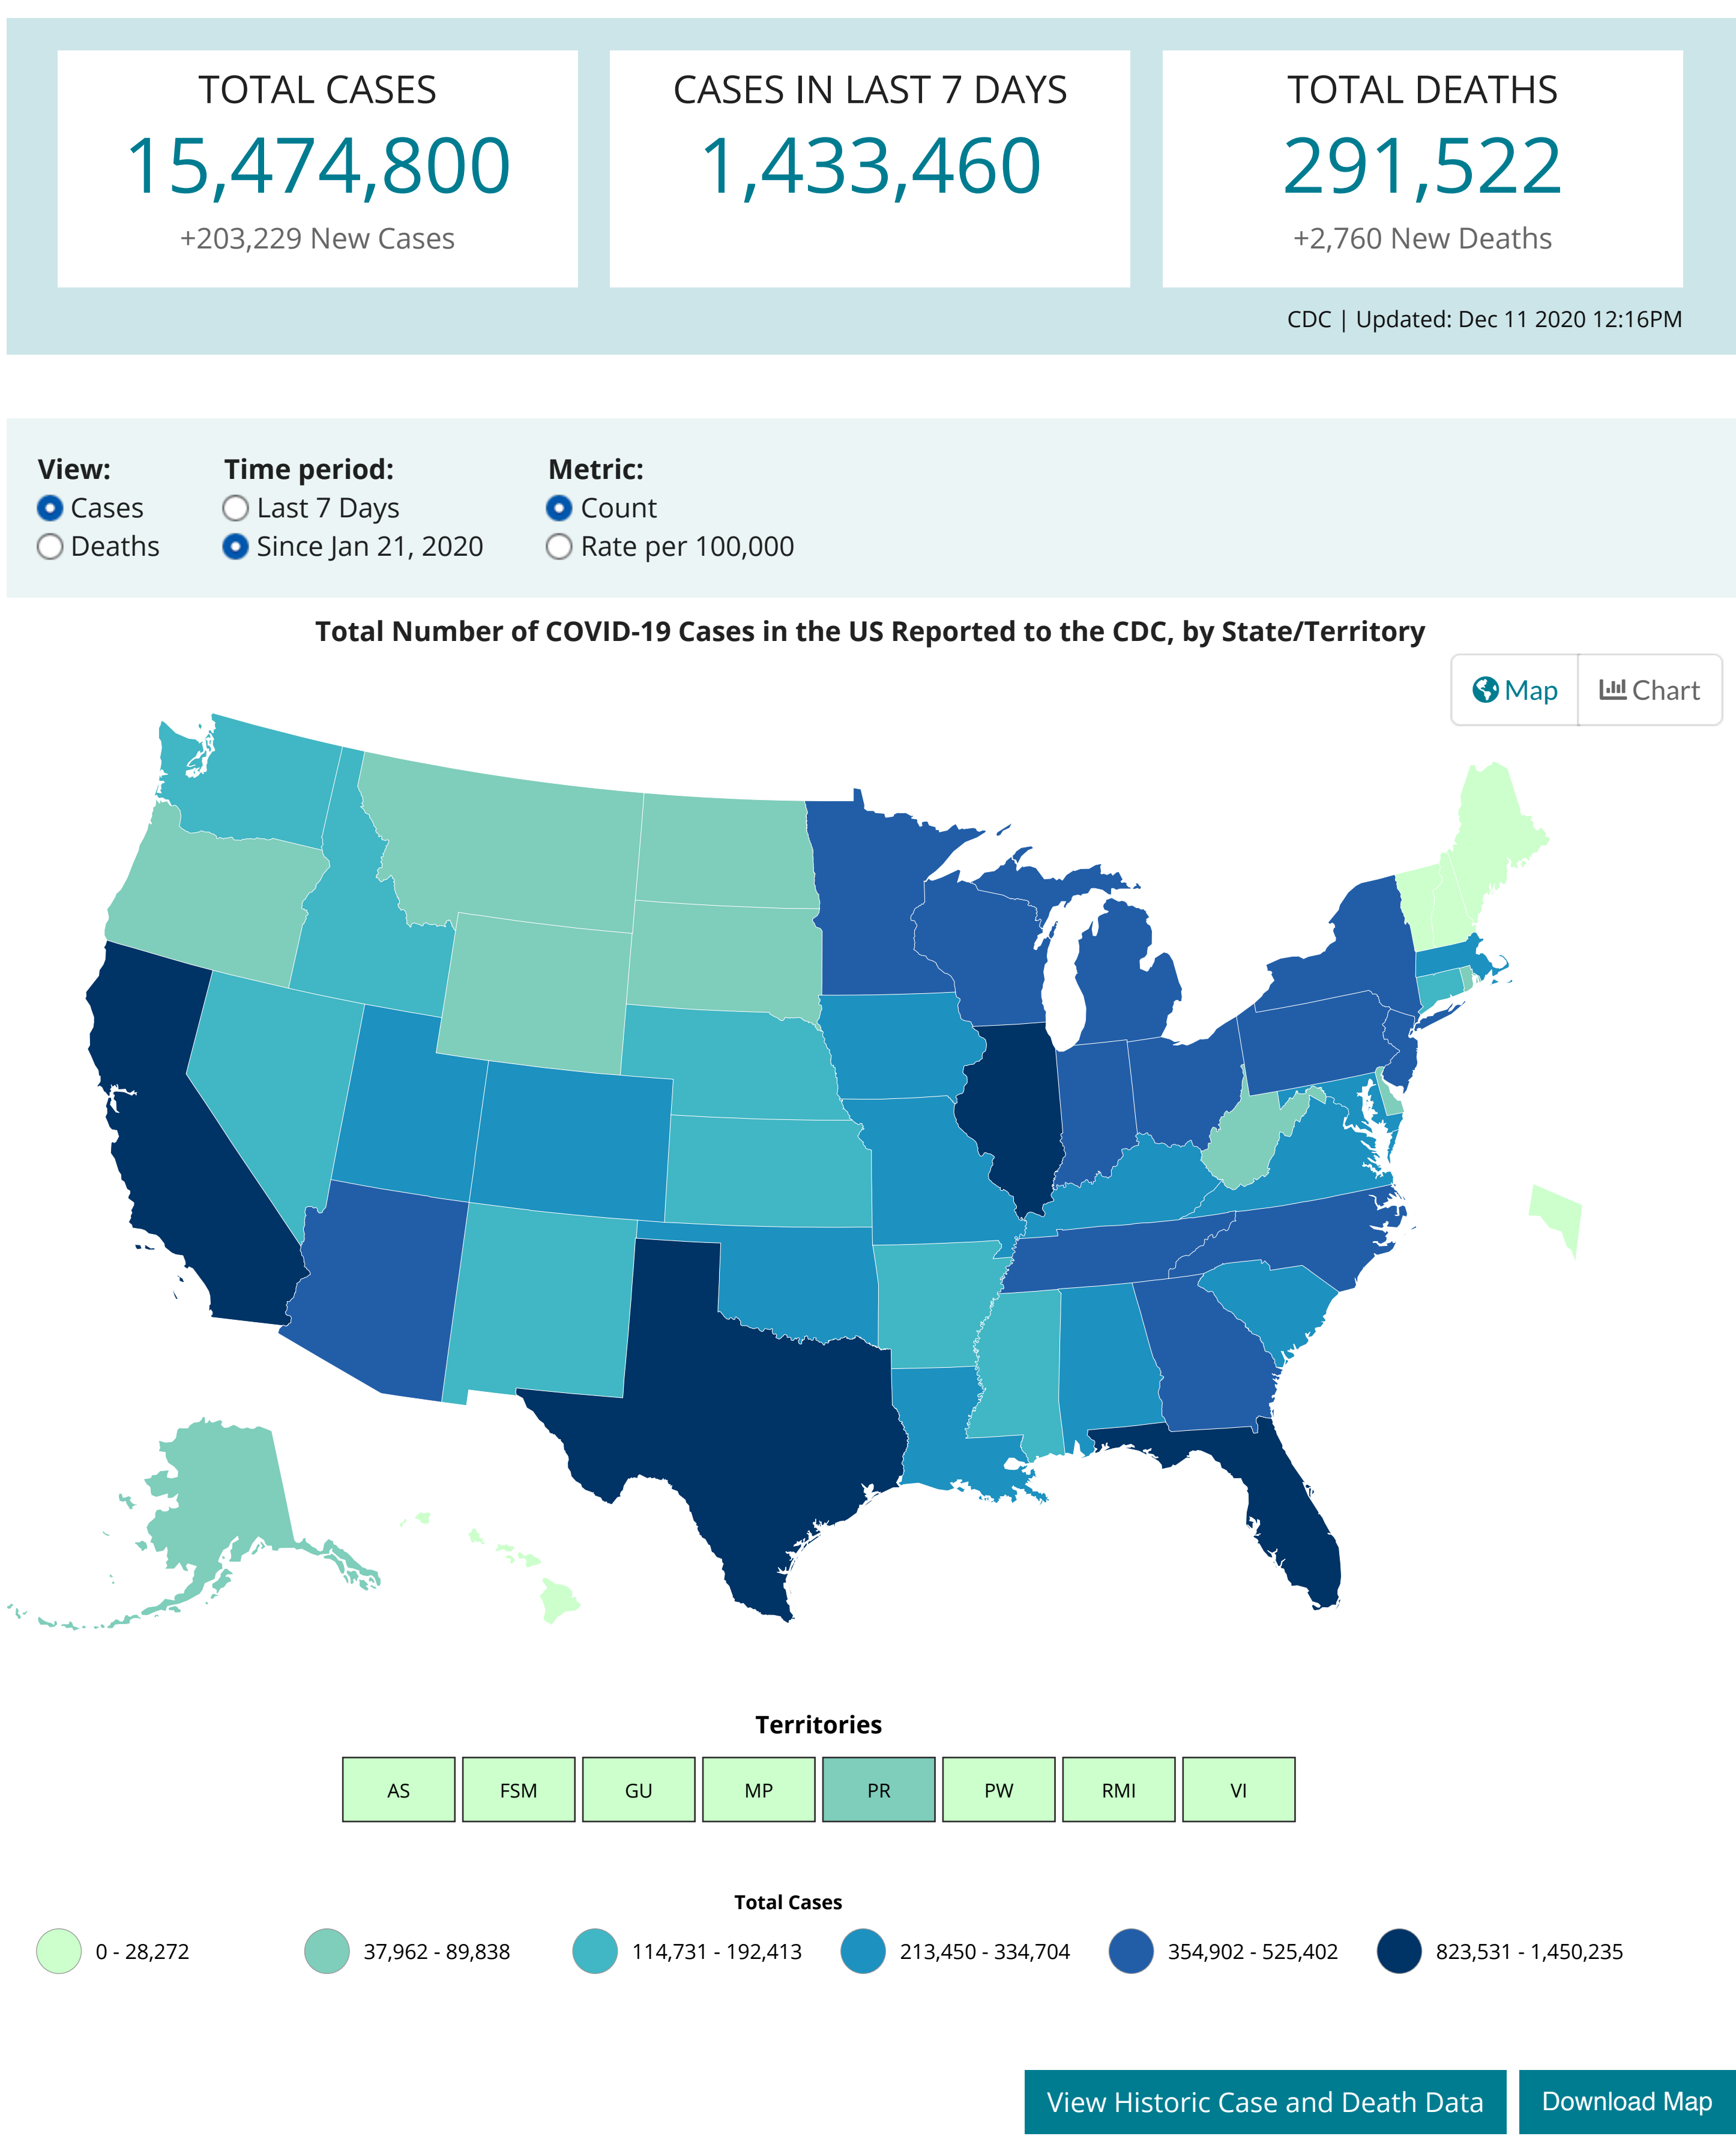 TOTAL CASES
15,474,800
+203,229 New Cases
CASES IN LAST 7 DAYS
1,433,460
TOTAL DEATHS
291,522
+2,760 New Deaths
CDC | Updated: Dec 11 2020 12:16PM
View:
Cases
Deaths
Time period:
Last 7 Days
Since Jan 21, 2020
Metric:
Count
Rate per 100,000
Total Number of COVID-19 Cases in the US Reported to the CDC, by State/Territory
Map
Chart
Territories
AS
FSM
GU
MP
PR
PW
RMI
VI
Total Cases
0 - 28,272
37,962 - 89,838
114,731 - 192,413
213,450 - 334,704
354,902 - 525,402
823,531 - 1,450,235
View Historic Case and Death Data
Download Map